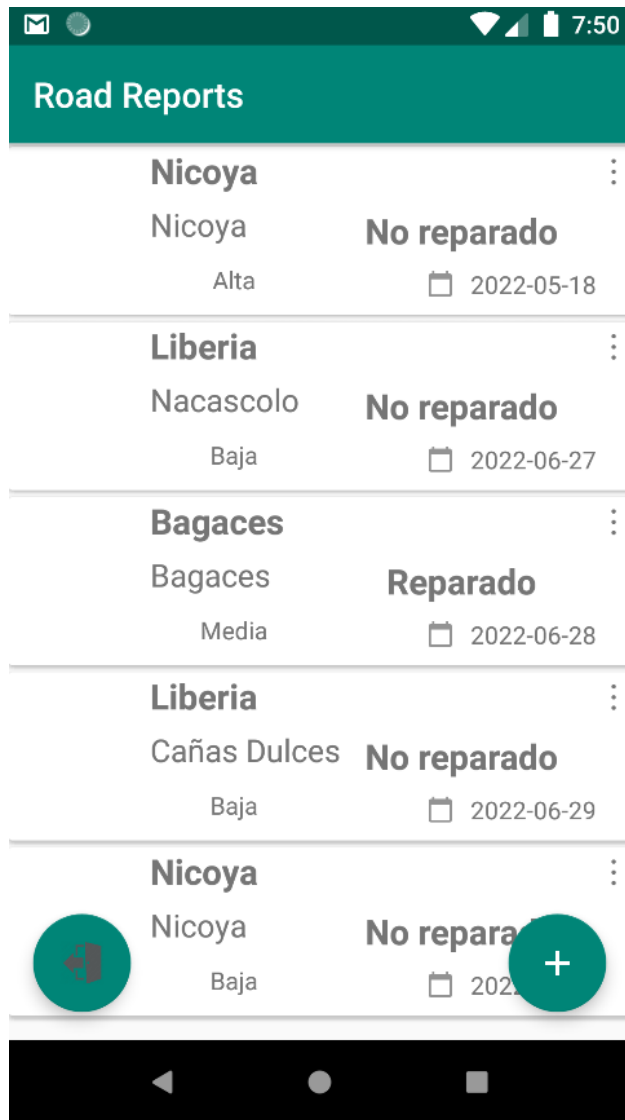 7:50
Road Reports
Nicoya
Nicoya
No reparado
Alta
2022-05-18
Liberia
Nacascolo
No reparado
Baja
2022-06-27
Bagaces
Bagaces
Reparado
Media
2022-06-28
Liberia
Cañas Dulces
No reparado
Baja
2022-06-29
Nicoya
Nicoya
No
Baja